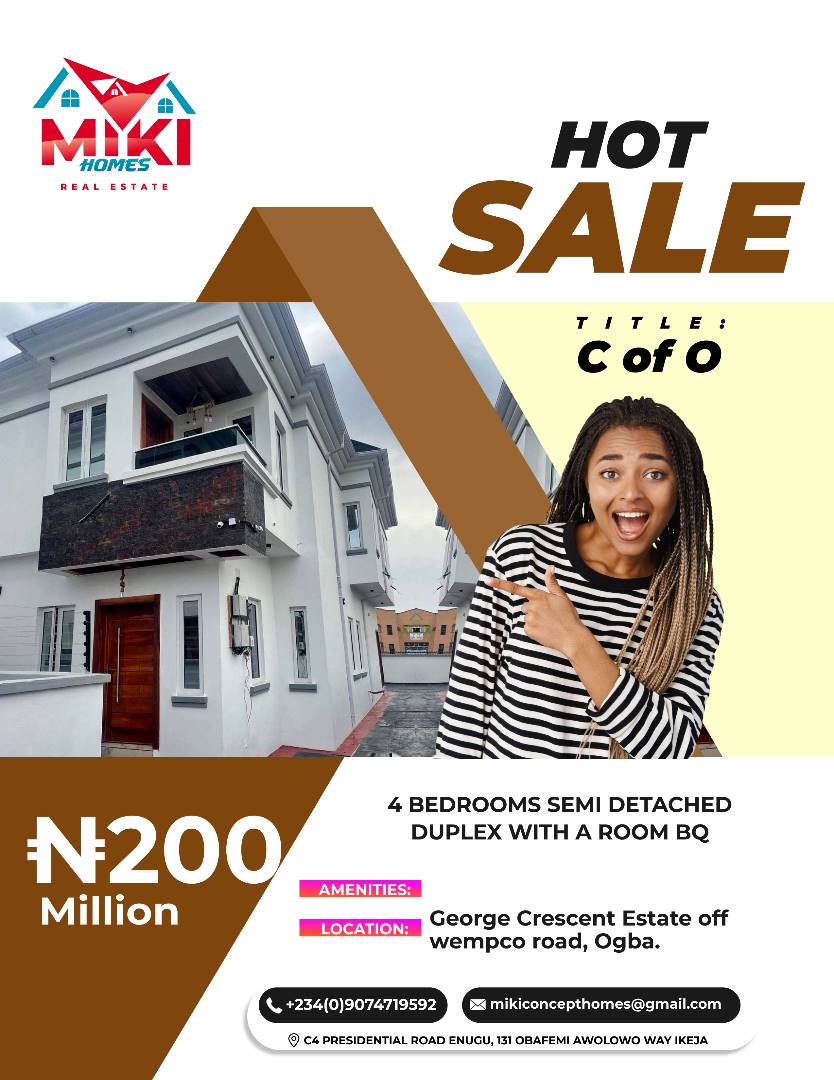 MIKI
HOMES
REAL ESTATE
HOT
SALE
TITLE:
C of O
₦200
Million
4 BEDROOMS SEMI DETACHED
DUPLEX WITH A ROOM BQ
AMENITIES:
LOCATION: George Crescent Estate off
wempco road, Ogba.
+234(0)9074719592 mikiconcepthomes@gmail.com
C4 PRESIDENTIAL ROAD ENUGU, 131 OBAFEMI AWOLOWO WAY IKEJA